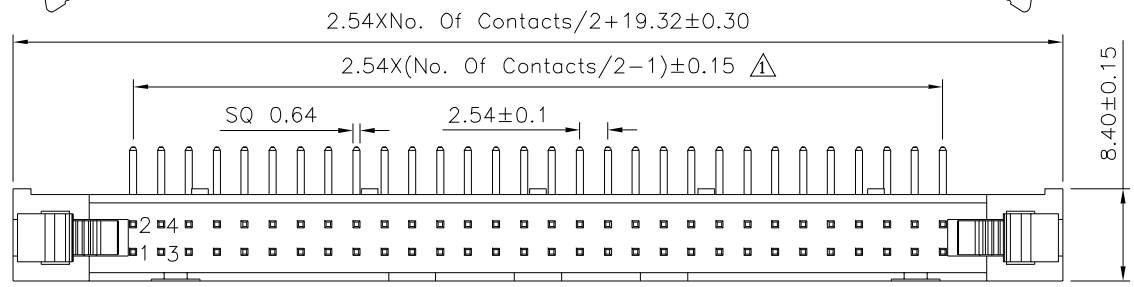 2.54XNo. Of Contacts/2+19.32±0.30
2.54X(No. Of Contacts/2-1)±0.15 1
SQ 0.64
2.54±0.1
8.40±0.15
2 4
1 3